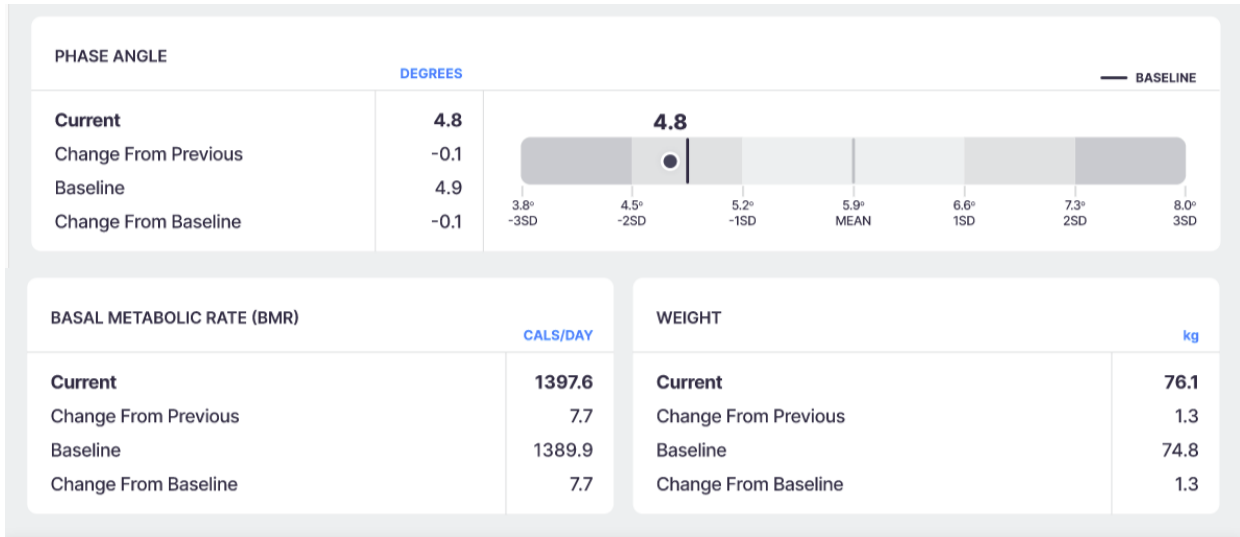 PHASE ANGLE
DEGREES
BASELINE
Current 4.8
Change From Previous -0.1
Baseline 4.9
Change From Baseline -0.1
4.8
3.8° 4.5° 5.2° 5.9° 6.6° 7.3° 8.0°
-3SD -2SD -1SD MEAN 1SD 2SD 3SD
BASAL METABOLIC RATE (BMR)
CALS/DAY
Current 1397.6
Change From Previous 7.7
Baseline 1389.9
Change From Baseline 7.7
WEIGHT
kg
Current 76.1
Change From Previous 1.3
Baseline 74.8
Change From Baseline 1.3